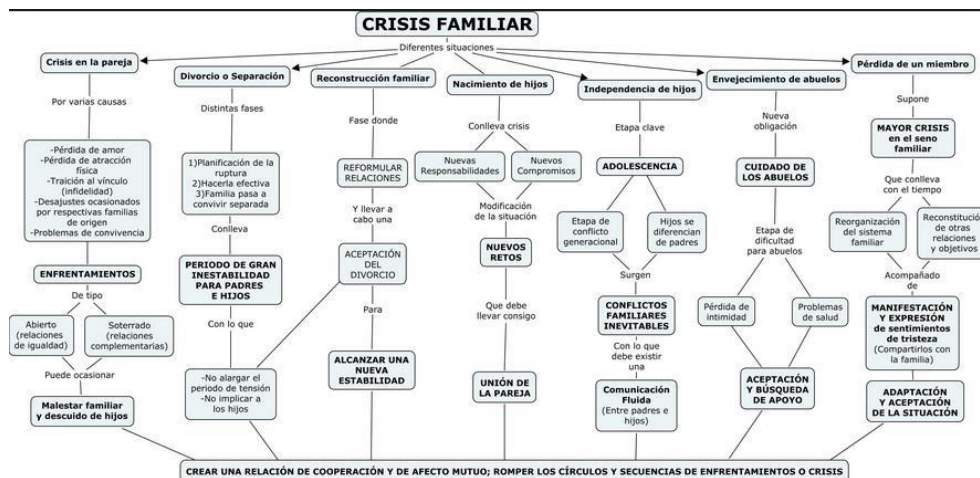 CRISIS FAMILIAR
Diferentes situaciones
Crisis en la pareja
Por varias causas
-Pérdida de amor
-Pérdida de atracción
física
-Traición al vínculo
(infidelidad)
-Desajustes ocasionados
por respectivas familias
de origen
-Problemas de convivencia
ENFRENTAMIENTOS
De tipo
Abierto
(relaciones
de igualdad)
Soterrado
(relaciones
complementarias)
Puede ocasionar
Malestar familiar
y descuido de hijos
Divorcio o Separación
Distintas fases
1)Planificación de la
ruptura
2)Hacerla efectiva
3)Familia pasa a
convivir separada
Conlleva
PERIODO DE GRAN
INESTABILIDAD
PARA PADRES
E HIJOS
Con lo que
-No alargar el
periodo de tensión
-No implicar a
los hijos
Reconstrucción familiar
Fase donde
REFORMULAR
RELACIONES
Y llevar a
cabo una
ACEPTACIÓN
DEL
DIVORCIO
Para
ALCANZAR UNA
NUEVA
ESTABILIDAD
Nacimiento de hijos
Conlleva crisis
Nuevas
Responsabilidades
Nuevos
Compromisos
Modificación
de la situación
NUEVOS
RETOS
Que debe
llevar consigo
UNIÓN DE
LA PAREJA
Independencia de hijos
Etapa clave
ADOLESCENCIA
Etapa de
conflicto
generacional
Hijos se
diferencian
de padres
Surgen
CONFLICTOS
FAMILIARES
INEVITABLES
Con lo que
debe existir
una
Comunicación
Fluida
(Entre padres e
hijos)
Envejecimiento de abuelos
Nueva
obligación
CUIDADO DE
LOS ABUELOS
Etapa de
dificultad
para abuelos
Pérdida de
intimidad
Problemas
de salud
ACEPTACIÓN
Y BÚSQUEDA
DE APOYO
Pérdida de un miembro
Supone
MAYOR CRISIS
en el seno
familiar
Que conlleva
con el tiempo
Reorganización
del sistema
familiar
Reconstitució
de otras
relaciones
y objetivos
Acompañado
de
MANIFESTACIÓN
Y EXPRESIÓN
de sentimientos
de tristeza
(Compartirlos con
la familia)
ADAPTACIÓN
Y ACEPTACIÓN
DE LA SITUACIÓN
CREAR UNA RELACIÓN DE COOPERACIÓN Y DE AFECTO MUTUO; ROMPER LOS CÍRCULOS Y SECUENCIAS DE ENFRENTAMIENTOS O CRISIS